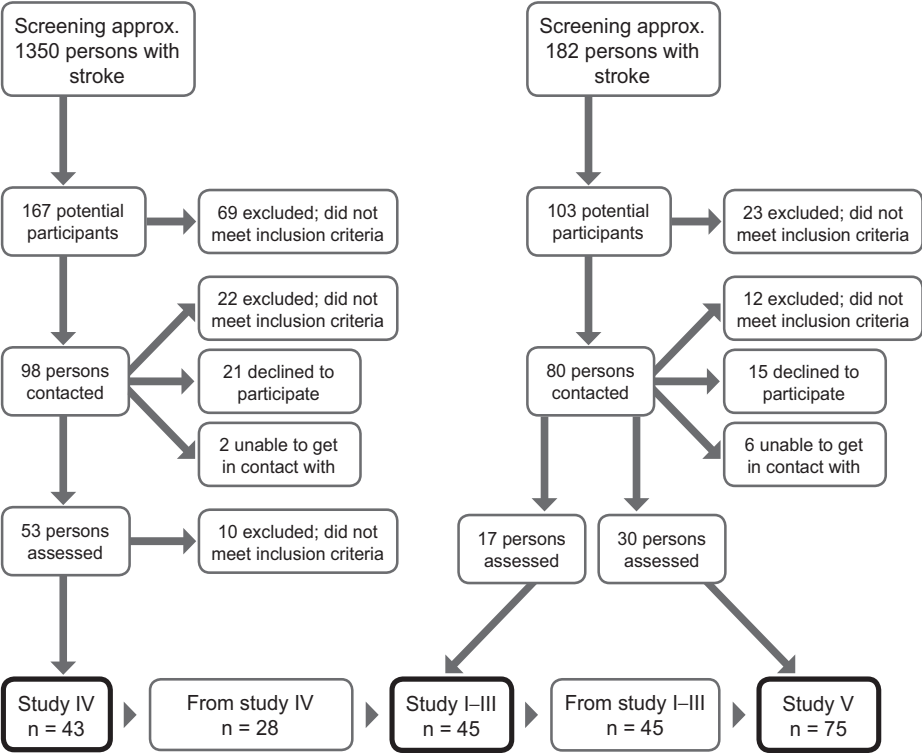 Screening approx.
1350 persons with
stroke
167 potential
participants
69 excluded; did not
meet inclusion criteria
22 excluded; did not
meet inclusion criteria
98 persons
contacted
21 declined to
participate
2 unable to get
in contact with
53 persons
assessed
10 excluded; did not
meet inclusion criteria
Screening approx.
182 persons with
stroke
103 potential
participants
23 excluded; did not
meet inclusion criteria
12 excluded; did not
meet inclusion criteria
80 persons
contacted
15 declined to
participate
6 unable to get
in contact with
17 persons
assessed
30 persons
assessed
Study IV
n = 43
From study IV
n = 28
Study I–III
n = 45
From study I–III
n = 45
Study V
n = 75